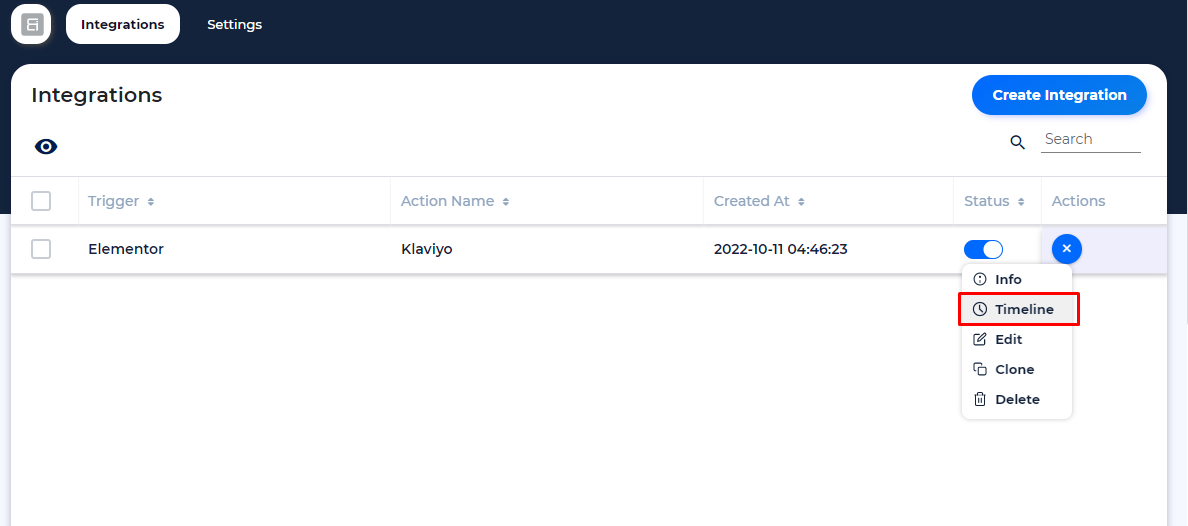 Integrations
Settings
Integrations
Create Integration
Search
Trigger
Action Name
Created At
Status
Actions
Elementor
Klaviyo
2022-10-11 04:46:23
Info
Timeline
Edit
Clone
Delete